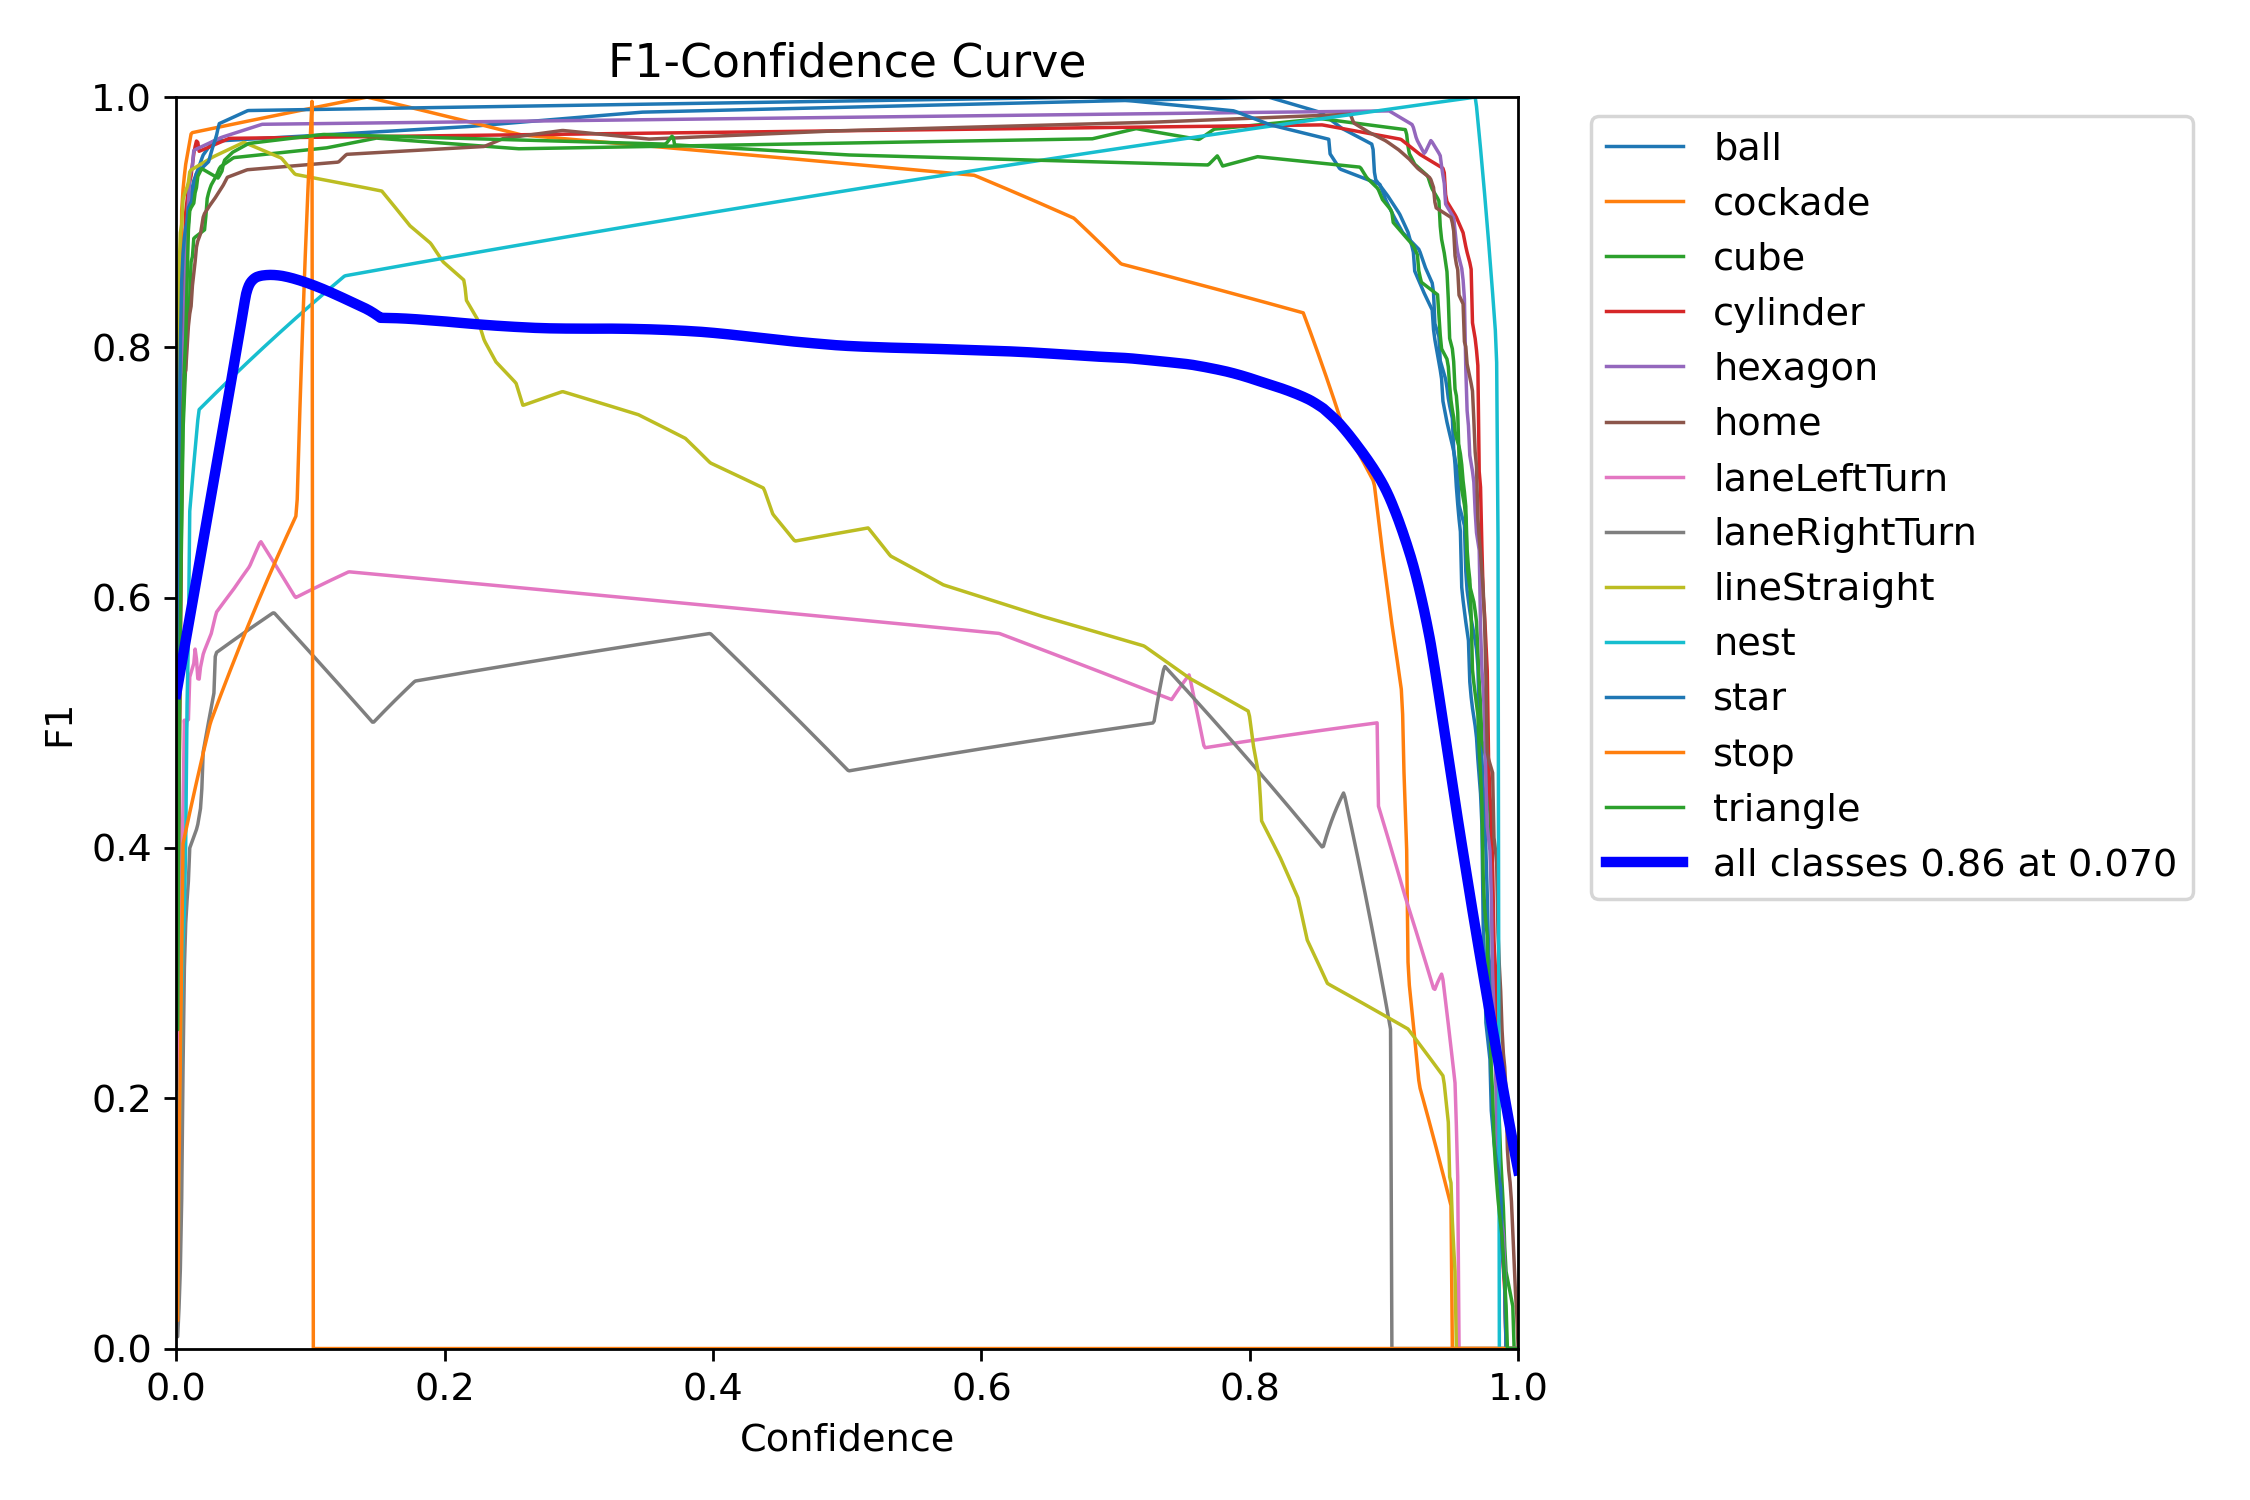 F1-Confidence Curve
1.0
0.8
0.6
0.4
0.2
0.0
F1
0.0 0.2 0.4 0.6 0.8 1.0
Confidence
ball
cockade
cube
cylinder
hexagon
home
laneLeftTurn
laneRightTurn
lineStraight
nest
star
stop
triangle
all classes 0.86 at 0.070